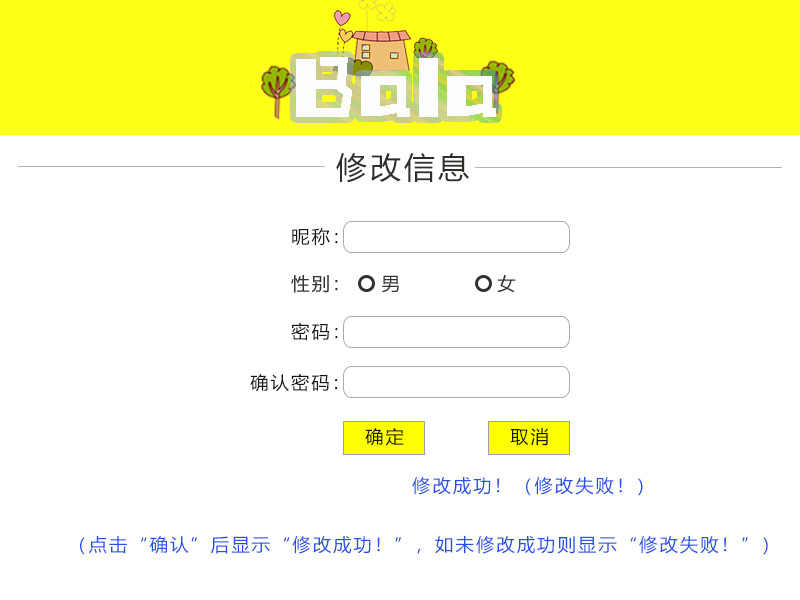 Bala
修改信息
昵称：
性别： 男 女
密码：
确认密码：
确定 取消
修改成功！（修改失败！）
（点击“确认”后显示“修改成功！”，如未修改成功则显示“修改失败！”）